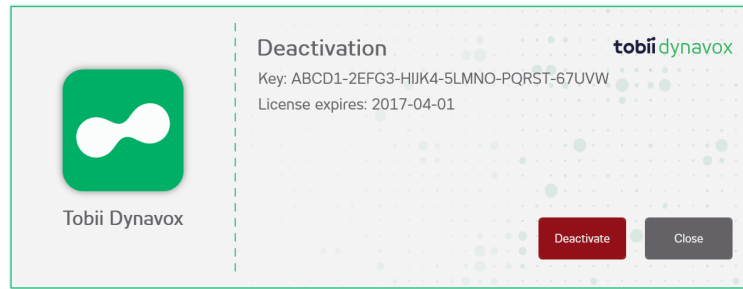 Deactivation
tobii dynavox
Key: ABCD1-2EFG3-HIJK4-5LMNO-PQRST-67UVW
License expires: 2017-04-01
Tobii Dynavox
Deactivate
Close